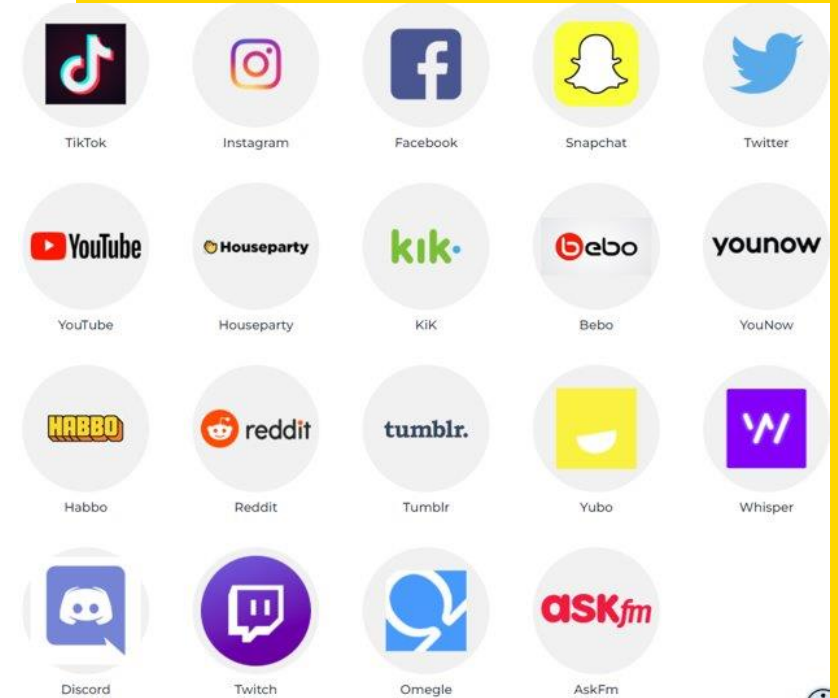 TikTok Instagram Facebook Snapchat Twitter
YouTube Houseparty kik. bebo younow
YouTube Houseparty KiK Bebo YouNow
HABBO reddit tumblr.
Habbo Reddit Tumblr Yubo Whisper
ASKfm
Discord Twitch Omegle AskFm